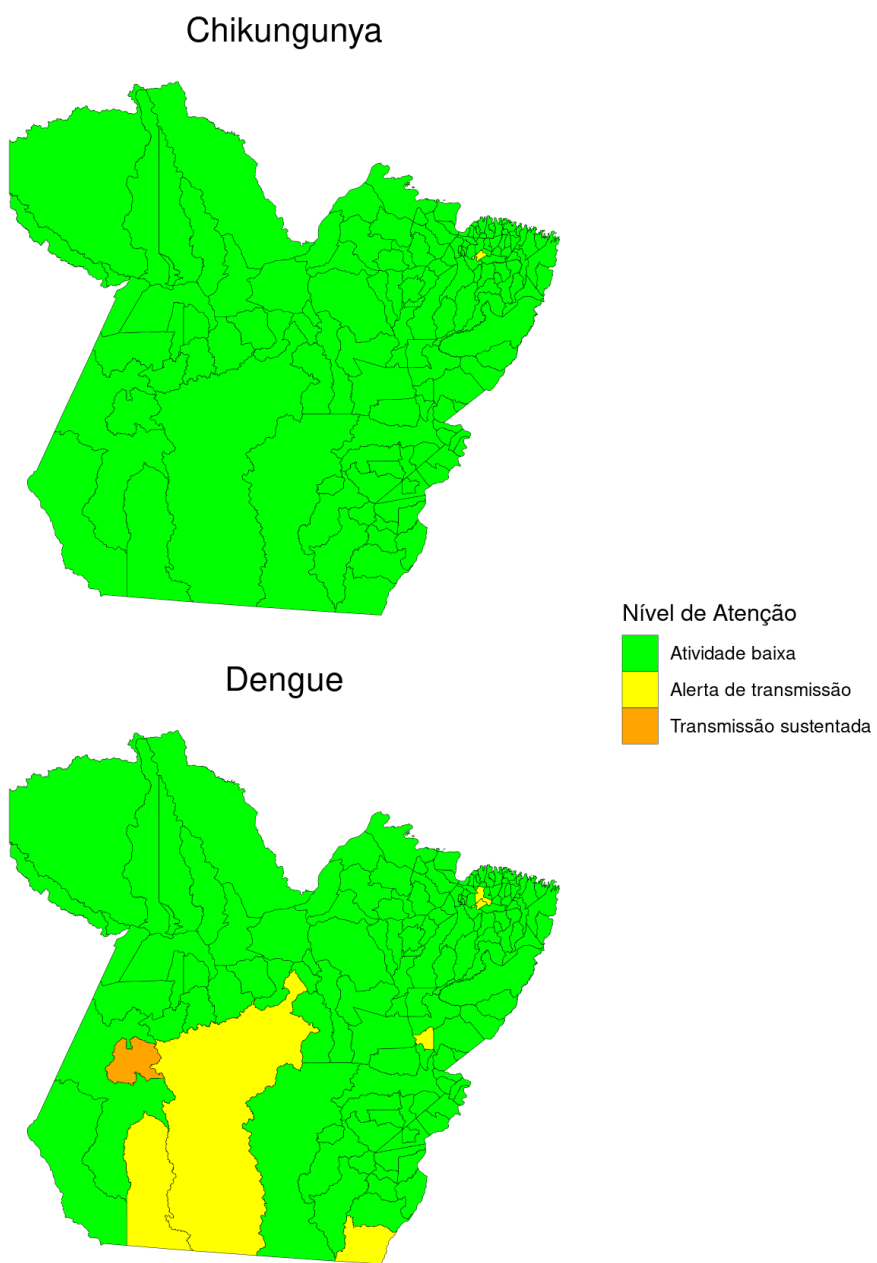 Chikungunya
Nível de Atenção
Atividade baixa
Alerta de transmissão
Transmissão sustentada
Dengue